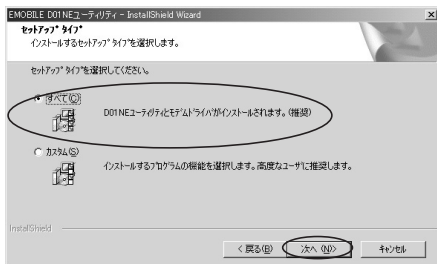 EMOBILE D01NEユーティリティ - InstallShield Wizard
セットアップ タイプ
インストールするセットアップ タイプを選択します。
セットアップ タイプを選択してください。
すべて(C)
D01NEユーティリティとモデムドライバがインストールされます。(推奨)
カスタム(S)
インストールするプログラムの機能を選択します。高度なユーザに推奨します。
InstallShield
< 戻る(B)
次へ(N)>
キャンセル